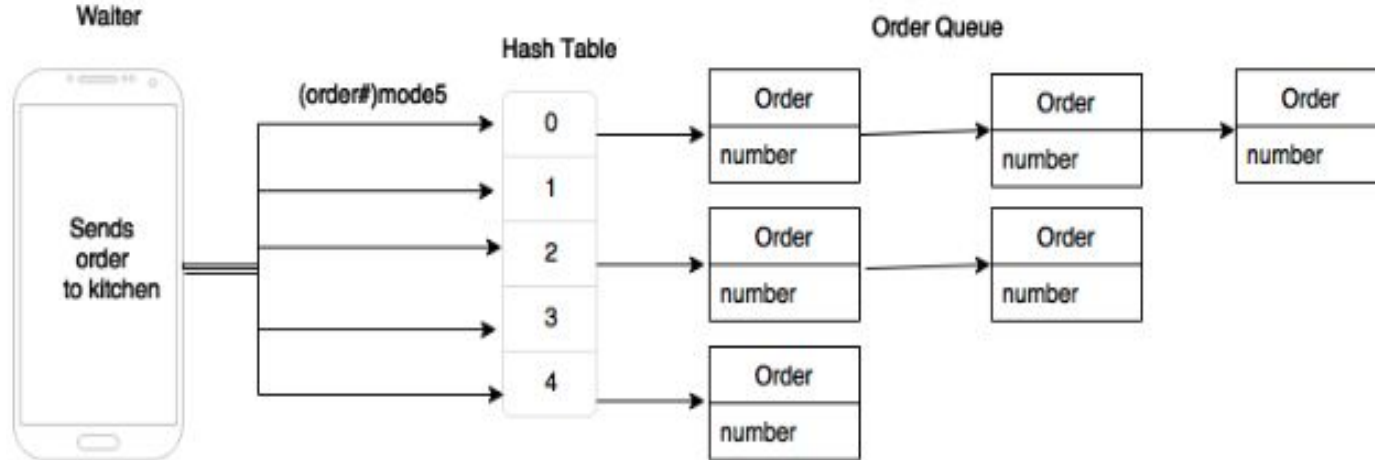 Waiter
Order Queue
Hash Table
(order#)mode5
Sends
order
to kitchen
0
1
2
3
4
Order
number
Order
number
Order
number
Order
number
Order
number
Order
number